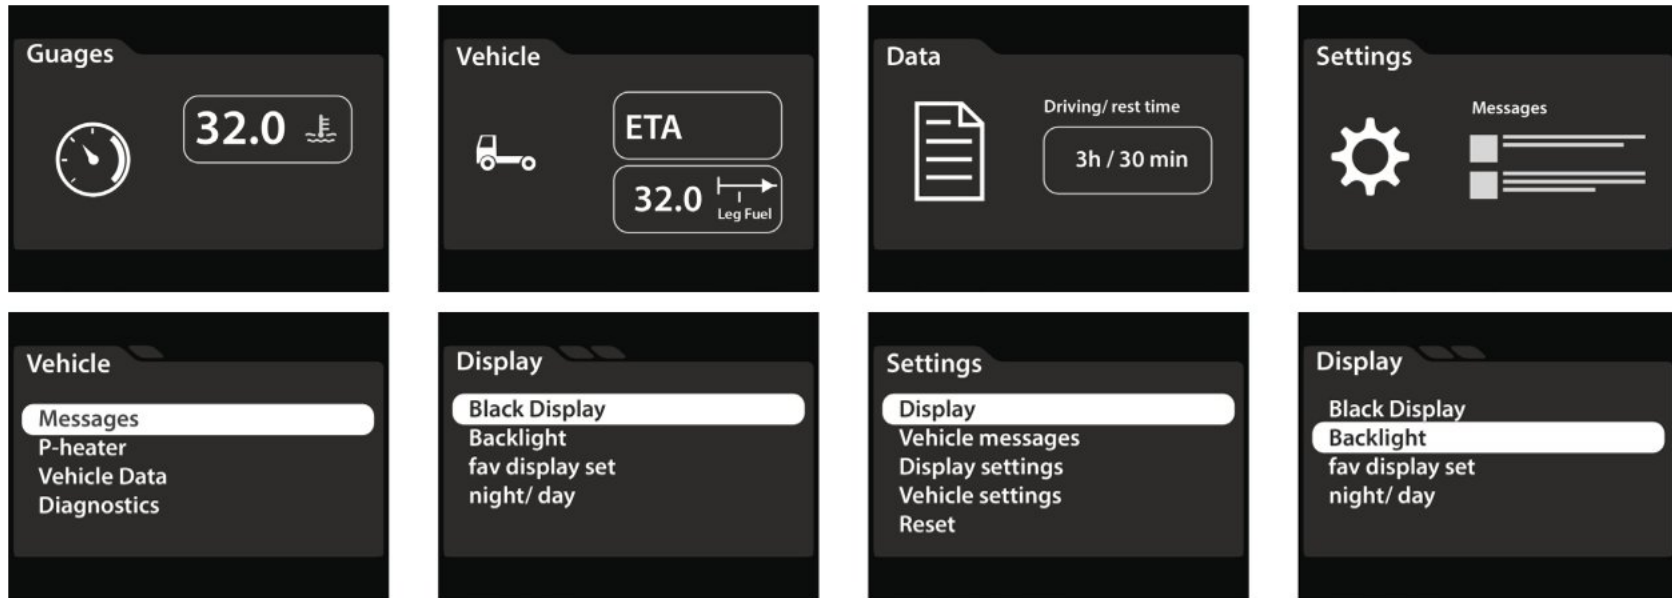 Guages
32.0
Vehicle
ETA
32.0
Leg Fuel
Data
Driving/ rest time
3h / 30 min
Settings
Messages
Vehicle
Messages
P-heater
Vehicle Data
Diagnostics
Display
Black Display
Backlight
fav display set
night/ day
Settings
Display
Vehicle messages
Display settings
Vehicle settings
Reset
Display
Black Display
Backlight
fav display set
night/ day